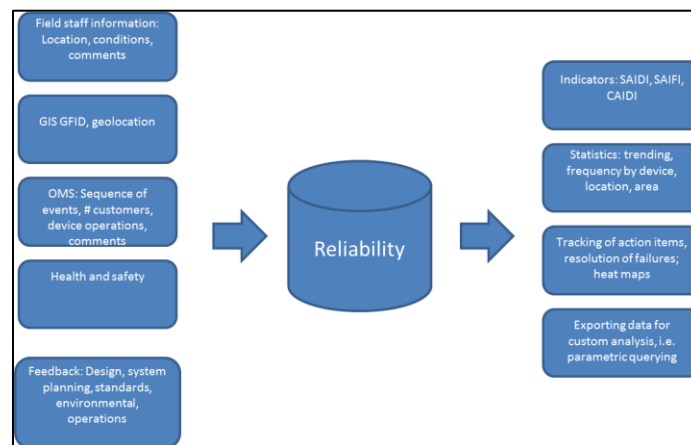 Field staff information:
Location, conditions,
comments
GIS GFID, geolocation
OMS: Sequence of
events, # customers,
device operations,
comments
Health and safety
Feedback: Design, system
planning, standards,
environmental,
operations
Reliability
Indicators: SAIDI, SAIFI,
CAIDI
Statistics: trending,
frequency by device,
location, area
Tracking of action items,
resolution of failures;
heat maps
Exporting data for
custom analysis, i.e.
parametric querying